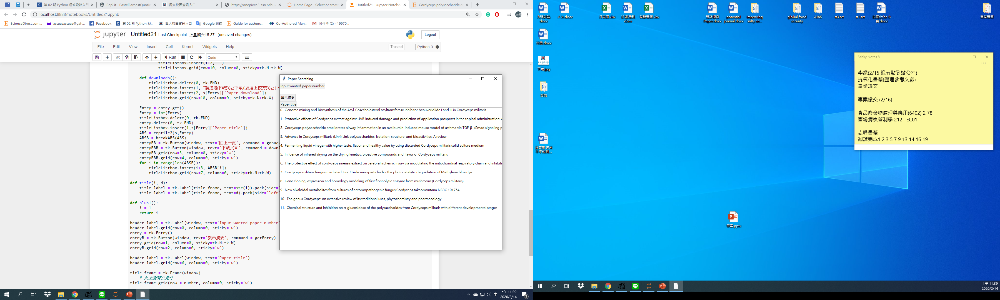 第 02 期 Python 程式設計入門
Repl.it - PastelEarnestQuotie
興大校園資訊入口
https://onepiece2-sso.nchu.
Home Page - Select or create
Untitled21 - Jupyter Notebo
Cordyceps polysaccharide a
localhost:8888/notebooks/Untitled21.ipynb
ScienceDirect.com...
xssaazxssaaz@yah...
Facebook
第 02 期 Python 程...
興大校園資訊入口
Google 翻譯
Guide for authors...
Co-Authored Man...
收件匣 (2) - 19970...
jupyter Untitled21 Last Checkpoint: 上星期六15:37 (unsaved changes)
Logout
File Edit View Insert Cell Kernel Widgets Help
Trusted Python 3
Run Code
titleListbox.insert(i+2, " ")
titleListbox.grid(row=10, column=0, sticky=tk.N+tk.W)
def downloads():
titleListbox.delete(0, tk.END)
titleListbox.insert(1, "請透過下載網址下載(須連上校方網址)
titleListbox.insert(2, s[Entry]['Paper download'])
titleListbox.grid(row=10, column=0, sticky=tk.N+tk.W)
Entry = entry.get()
Entry = int(Entry)
titleListbox.delete(0, tk.END)
entry.delete(0, tk.END)
titleListbox.insert(1,s[Entry]['Paper title'])
ABS = reptile2(s,Entry)
ABSB = breakABS(ABS)
entryBB = tk.Button(window, text='回上一頁', command = goback
entryBBB = tk.Button(window, text='下載文章', command = downl
entryBB.grid(row=3, column=0, sticky='w')
entryBBB.grid(row=4, column=0, sticky='w')
for i in range(len(ABSB)):
titleListbox.insert(i+3, ABSB[i])
titleListbox.grid(row=7, column=0, sticky=tk.N+tk.W)
def title(i, d):
title_label = tk.Label(title_frame, text=str(i)).pack(side='
title_label = tk.Label(title_frame, text=d).pack(side='left'
def plus1():
i = 1
return i
header_label = tk.Label(window, text='Input wanted paper number'
header_label.grid(row=0, column=0, sticky='w')
entry = tk.Entry()
entryB = tk.Button(window, text='顯示摘要', command = getEntry)
entry.grid(row=1, column=0, sticky=tk.N+tk.W)
entryB.grid(row=2, column=0, sticky='w')
header_label = tk.Label(window, text='Paper title')
header_label.grid(row=6, column=0, sticky='w')
title_frame = tk.Frame(window)
# 向上對齊父元件
title_frame.grid(row = number, column=0, sticky='w')
Paper Searching
Input wanted paper number
顯示摘要
Paper title
0. Genome mining and biosynthesis of the Acyl-CoA:cholesterol acyltransferase inhibitor beauveriolide I and III in Cordyceps militaris
1. Protective effects of Cordyceps extract against UVB-induced damage and prediction of application prospects in the topical administration: A
2. Cordyceps polysaccharide ameliorates airway inflammation in an ovalbumin-induced mouse model of asthma via TGF-β1/Smad signaling p
3. Advance in Cordyceps militaris (Linn) Link polysaccharides: Isolation, structure, and bioactivities: A review
4. Fermenting liquid vinegar with higher taste, flavor and healthy value by using discarded Cordyceps militaris solid culture medium
5. Influence of infrared drying on the drying kinetics, bioactive compounds and flavor of Cordyceps militaris
6. The protective effect of cordyceps sinensis extract on cerebral ischemic injury via modulating the mitochondrial respiratory chain and inhibiti
7. Cordyceps militaris fungus mediated Zinc Oxide nanoparticles for the photocatalytic degradation of Methylene blue dye
8. Gene cloning, expression and homology modeling of first fibrinolytic enzyme from mushroom (Cordyceps militaris)
9. New alkaloidal metabolites from cultures of entomopathogenic fungus Cordyceps takaomontana NBRC 101754
10. The genus Cordyceps: An extensive review of its traditional uses, phytochemistry and pharmacology
11. Chemical structure and inhibition on α-glucosidase of the polysaccharides from Cordyceps militaris with different developmental stages
中
上午 11:39
2020/2/14
3
docx
ㄨㄌ.docx
行事曆.xlsx
近期規劃.docx
養雞實習.xlsx
預計撰寫Paper.docx
potential journal.docx
improving safty an...
global food security
AJAS
tt3.txt
tt1.txt
抗氧化for 小葉.docx
營養實習
李總.docx
下載.jpg
討論
莊文揚 未來半年規劃...
專案.pptx
Sticky Notes 8
李總(2/15 晚五點到辦公室)
抗氧化書籍(整理參考文獻)
畢業論文
專案繳交 (2/16)
食品廢棄物處理與應用(6402) 2 78
畜場病媒管制學 212 EC01
志峰書籍
翻譯完成1 2 3 5 7 9 13 14 16 19
上午 11:39
2020/2/14